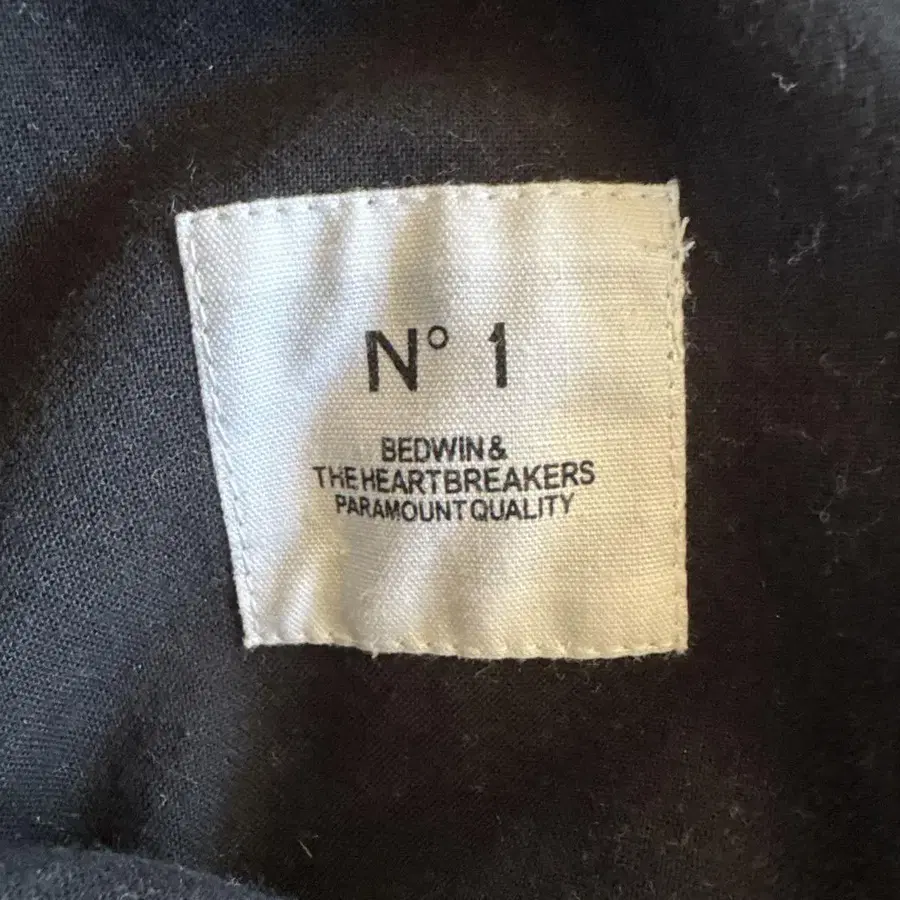 N° 1
BEDWIN &
THE HEARTBREAKERS
PARAMOUNT QUALITY